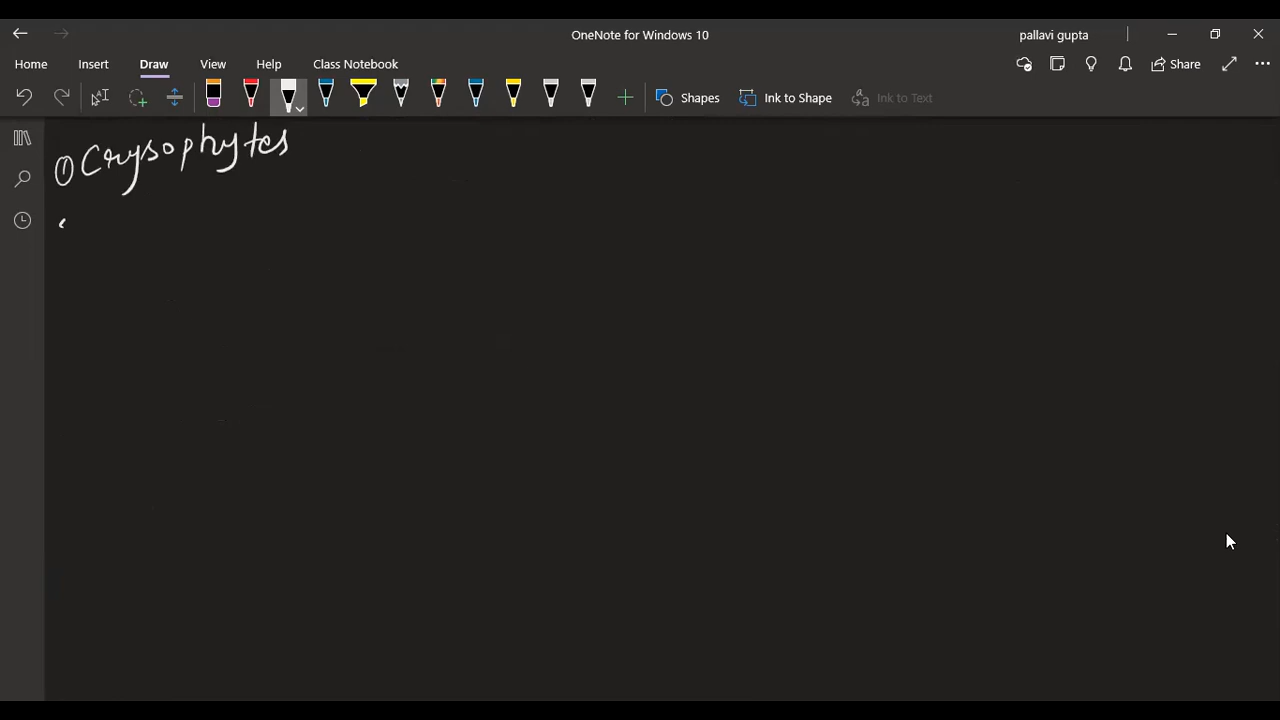 OneNote for Windows 10
pallavi gupta
Home Insert Draw View Help Class Notebook
Share
Shapes Ink to Shape Ink to Text
① Crysophytes